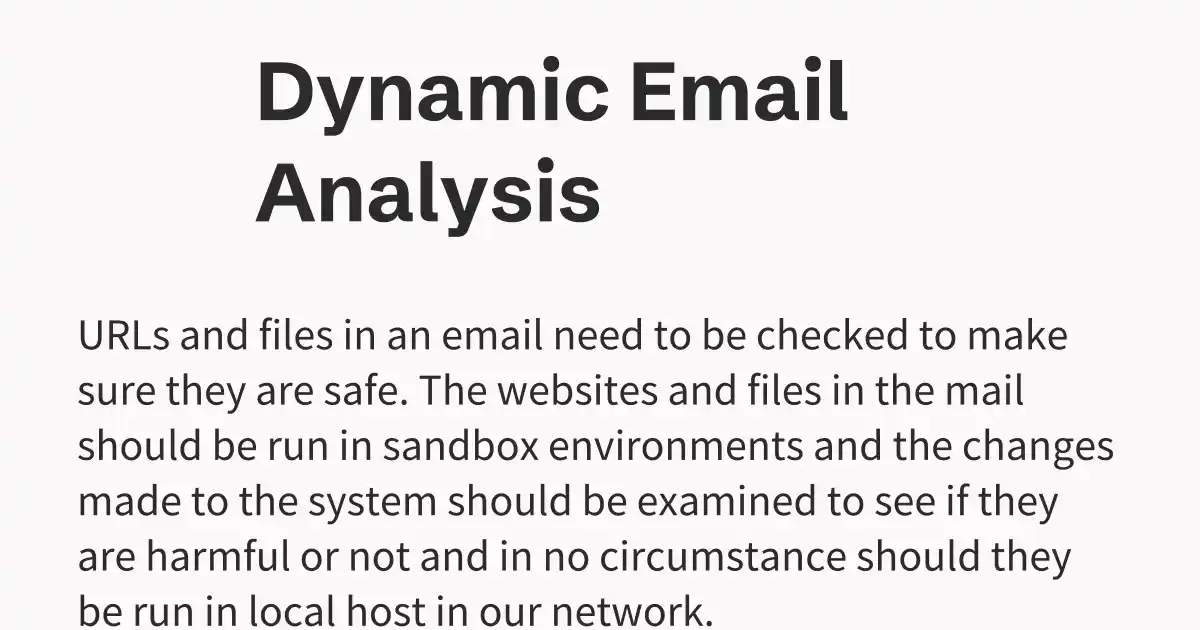 Dynamic Email
Analysis
URLs and files in an email need to be checked to make
sure they are safe. The websites and files in the mail
should be run in sandbox environments and the changes
made to the system should be examined to see if they
are harmful or not and in no circumstance should they
be run in local host in our network.